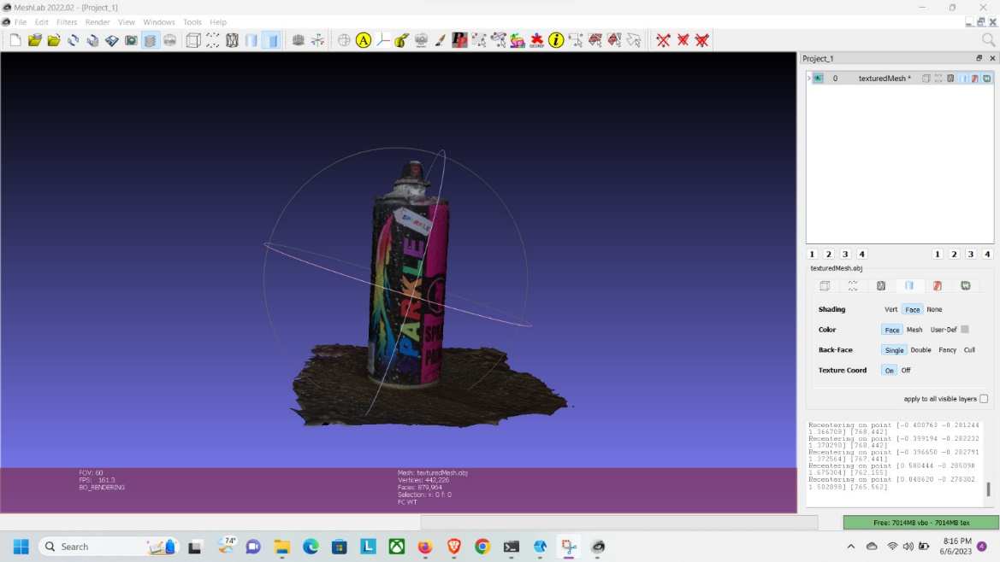 MeshLab 2022.02 - [Project_1]
File Edit Filters Render View Windows Tools Help
Project_1
0 texturedMesh *
SPARKLE
SPARKLE
1 2 3 4 1 2 3 4
texturedMesh.obj
Shading Vert Face None
Color Face Mesh User-Def
Back-Face Single Double Fancy Cull
Texture Coord On Off
apply to all visible layers
Recentering on point [-0.400763 -0.281244
1.366708] [768,442]
Recentering on point [-0.399194 -0.282232
1.370290] [768,442]
Recentering on point [-0.396650 -0.282791
1.372564] [767,441]
Recentering on point [0.580444 -0.285098
1.675304] [762,155]
Recentering on point [0.048620 -0.278302
1.502898] [765,562]
FOV: 60
FPS: 161.3
BO_RENDERING
Mesh: texturedMesh.obj
Vertices: 442,226
Faces: 879,964
Selection: v: 0 f: 0
FC WT
Free: 7014MB vbo - 7014MB tex
Search
74°
8:16 PM
6/6/2023
4